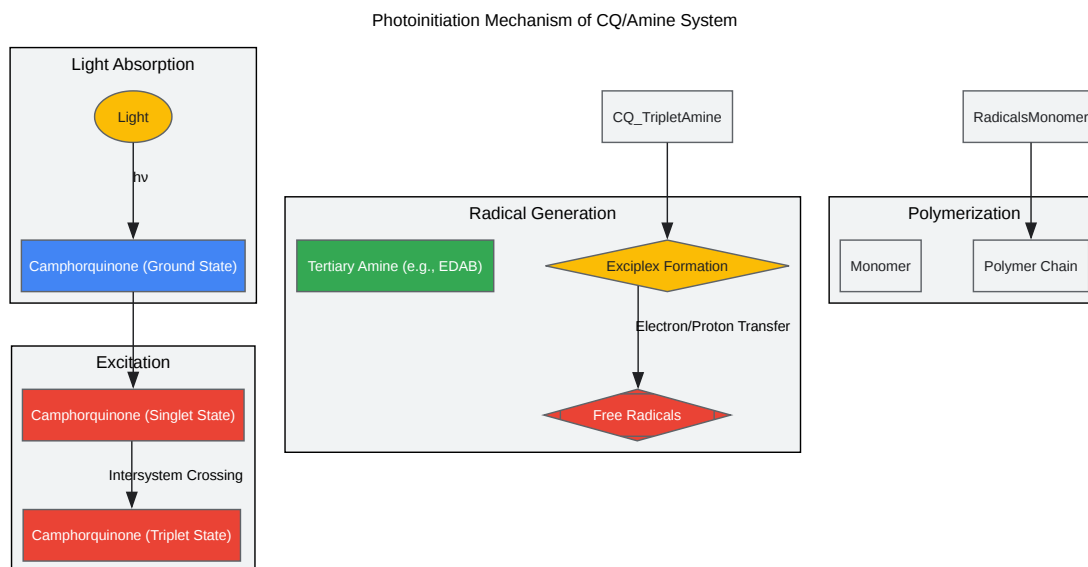 Photoinitiation Mechanism of CQ/Amine System
Light Absorption
Light
hν
Camphorquinone (Ground State)
Excitation
Camphorquinone (Singlet State)
Intersystem Crossing
Camphorquinone (Triplet State)
CQ_TripletAmine
Radical Generation
Tertiary Amine (e.g., EDAB)
Exciplex Formation
Electron/Proton Transfer
Free Radicals
RadicalsMonomer
Polymerization
Monomer
Polymer Chain